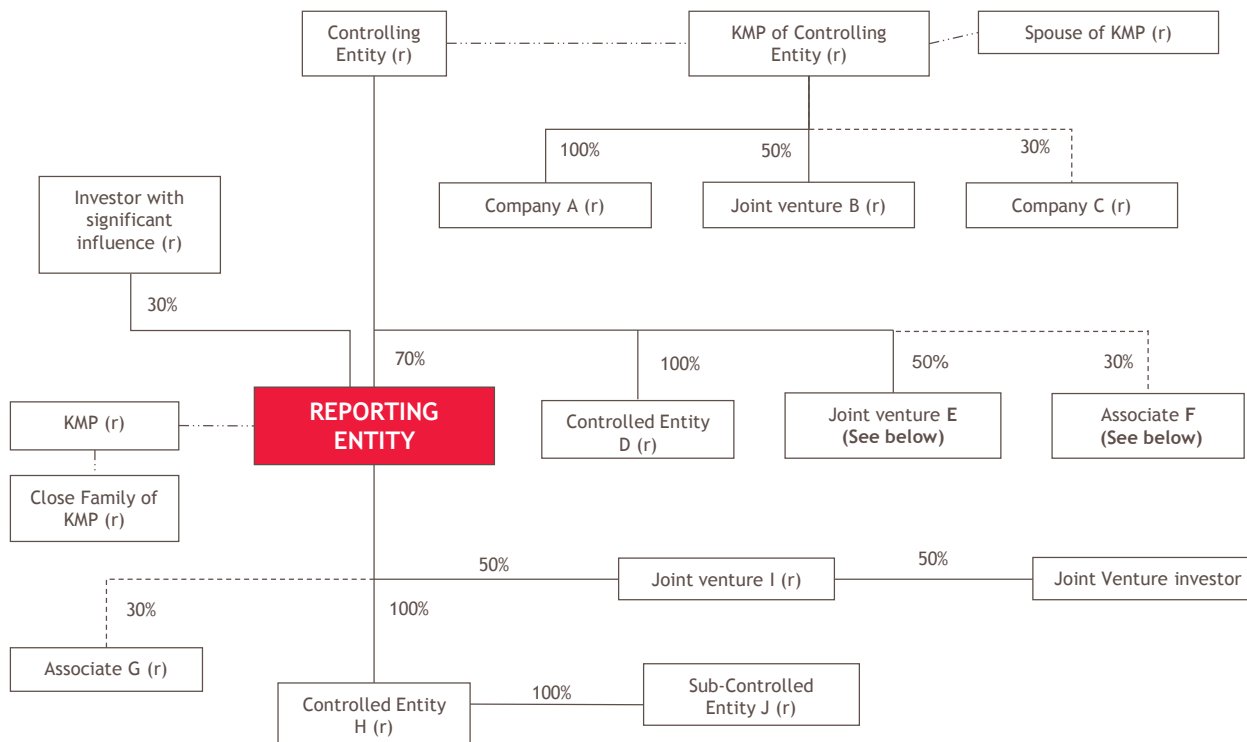 Controlling
Entity (r)
KMP of Controlling
Entity (r)
Spouse of KMP (r)
100%
50%
30%
Company A (r)
Joint venture B (r)
Company C (r)
Investor with
significant
influence (r)
30%
70%
100%
50%
30%
KMP (r)
REPORTING
ENTITY
Controlled Entity
D (r)
Joint venture E
(See below)
Associate F
(See below)
Close Family of
KMP (r)
50%
Joint venture I (r)
50%
Joint Venture investor
30%
100%
Associate G (r)
Controlled Entity
H (r)
100%
Sub-Controlled
Entity J (r)